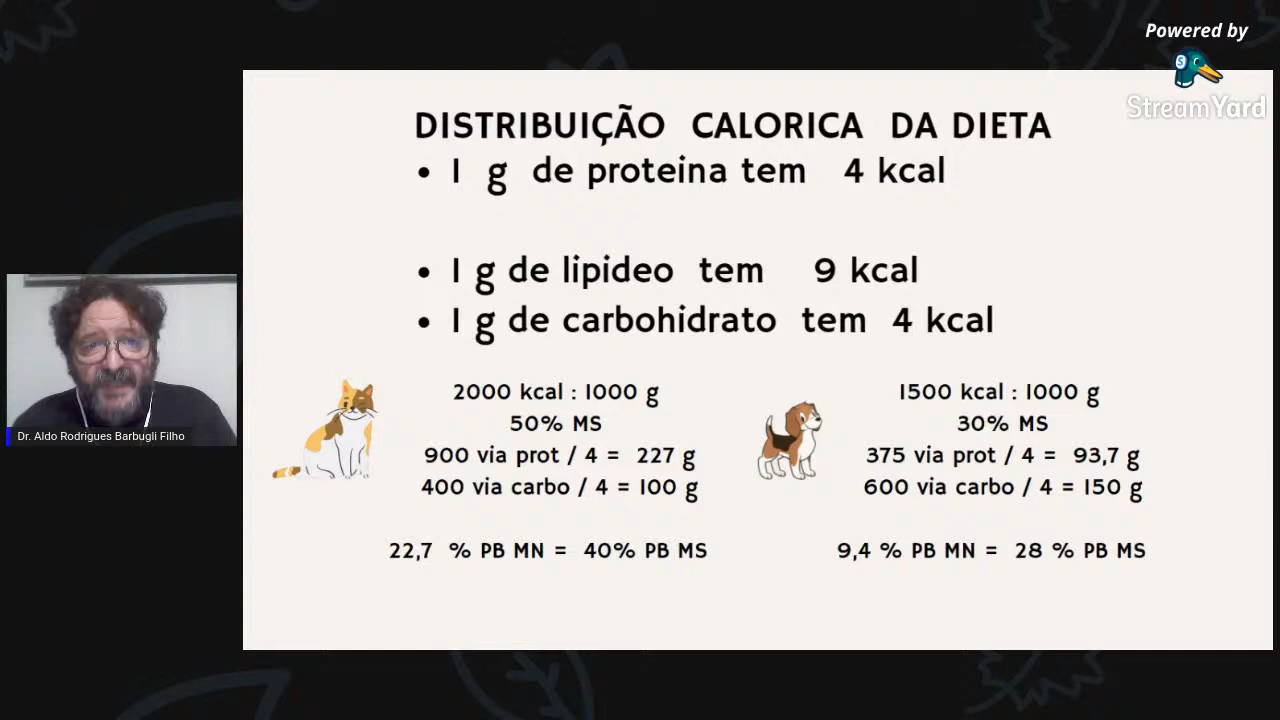 Powered by
StreamYard
DISTRIBUIÇÃO CALORICA DA DIETA
• 1 g de proteina tem 4 kcal
• 1 g de lipideo tem 9 kcal
• 1 g de carbohidrato tem 4 kcal
2000 kcal : 1000 g
50% MS
900 via prot / 4 = 227 g
400 via carbo / 4 = 100 g
22,7 % PB MN = 40% PB MS
1500 kcal : 1000 g
30% MS
375 via prot / 4 = 93,7 g
600 via carbo / 4 = 150 g
9,4 % PB MN = 28 % PB MS
Dr. Aldo Rodrigues Barbugli Filho